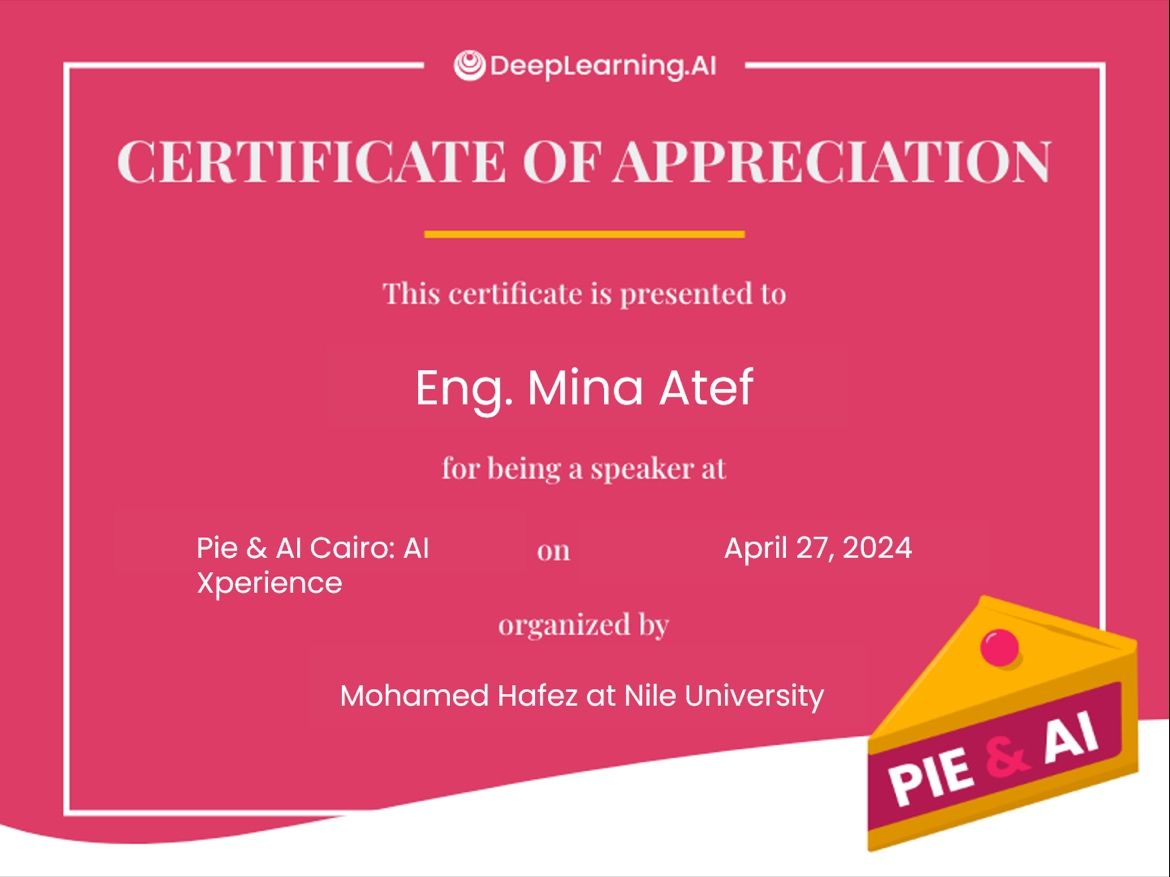 DeepLearning.AI
CERTIFICATE OF APPRECIATION
This certificate is presented to
Eng. Mina Atef
for being a speaker at
Pie & AI Cairo: AI
Xperience
on
April 27, 2024
organized by
Mohamed Hafez at Nile University
PIE & AI